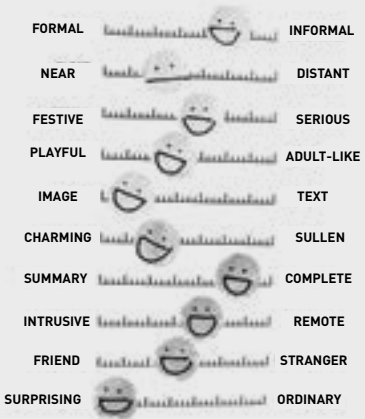 FORMAL INFORMAL
NEAR DISTANT
FESTIVE SERIOUS
PLAYFUL ADULT-LIKE
IMAGE TEXT
CHARMING SULLEN
SUMMARY COMPLETE
INTRUSIVE REMOTE
FRIEND STRANGER
SURPRISING ORDINARY